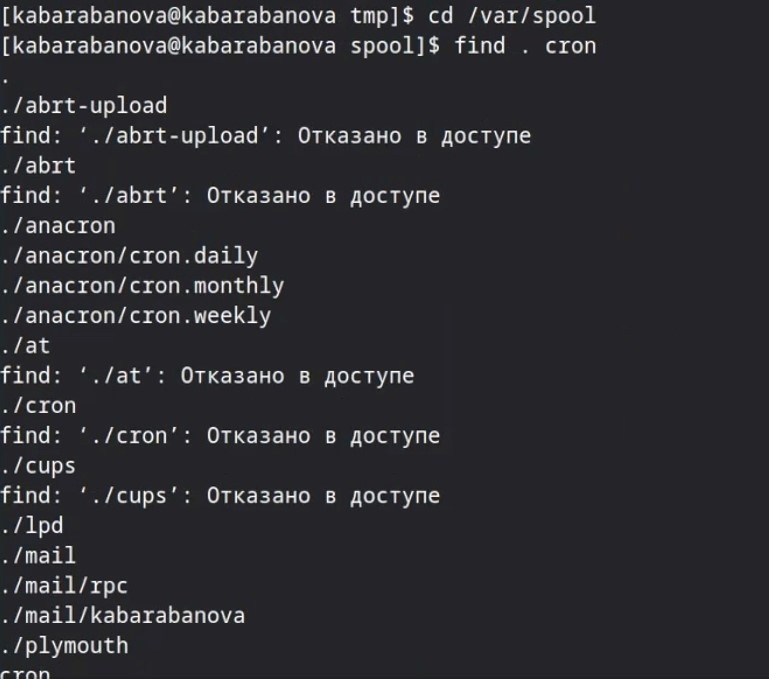 [kabarabanova@kabarabanova tmp]$ cd /var/spool
[kabarabanova@kabarabanova spool]$ find . cron
.
./abrt-upload
find: ‘./abrt-upload’: Отказано в доступе
./abrt
find: ‘./abrt’: Отказано в доступе
./anacron
./anacron/cron.daily
./anacron/cron.monthly
./anacron/cron.weekly
./at
find: ‘./at’: Отказано в доступе
./cron
find: ‘./cron’: Отказано в доступе
./cups
find: ‘./cups’: Отказано в доступе
./lpd
./mail
./mail/rpc
./mail/kabarabanova
./plymouth
cron